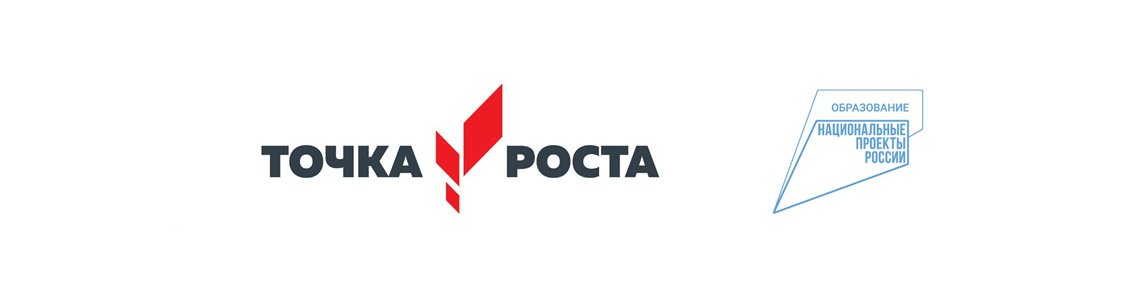 ТОЧКА РОСТА
ОБРАЗОВАНИЕ
НАЦИОНАЛЬНЫЕ
ПРОЕКТЫ
РОССИИ